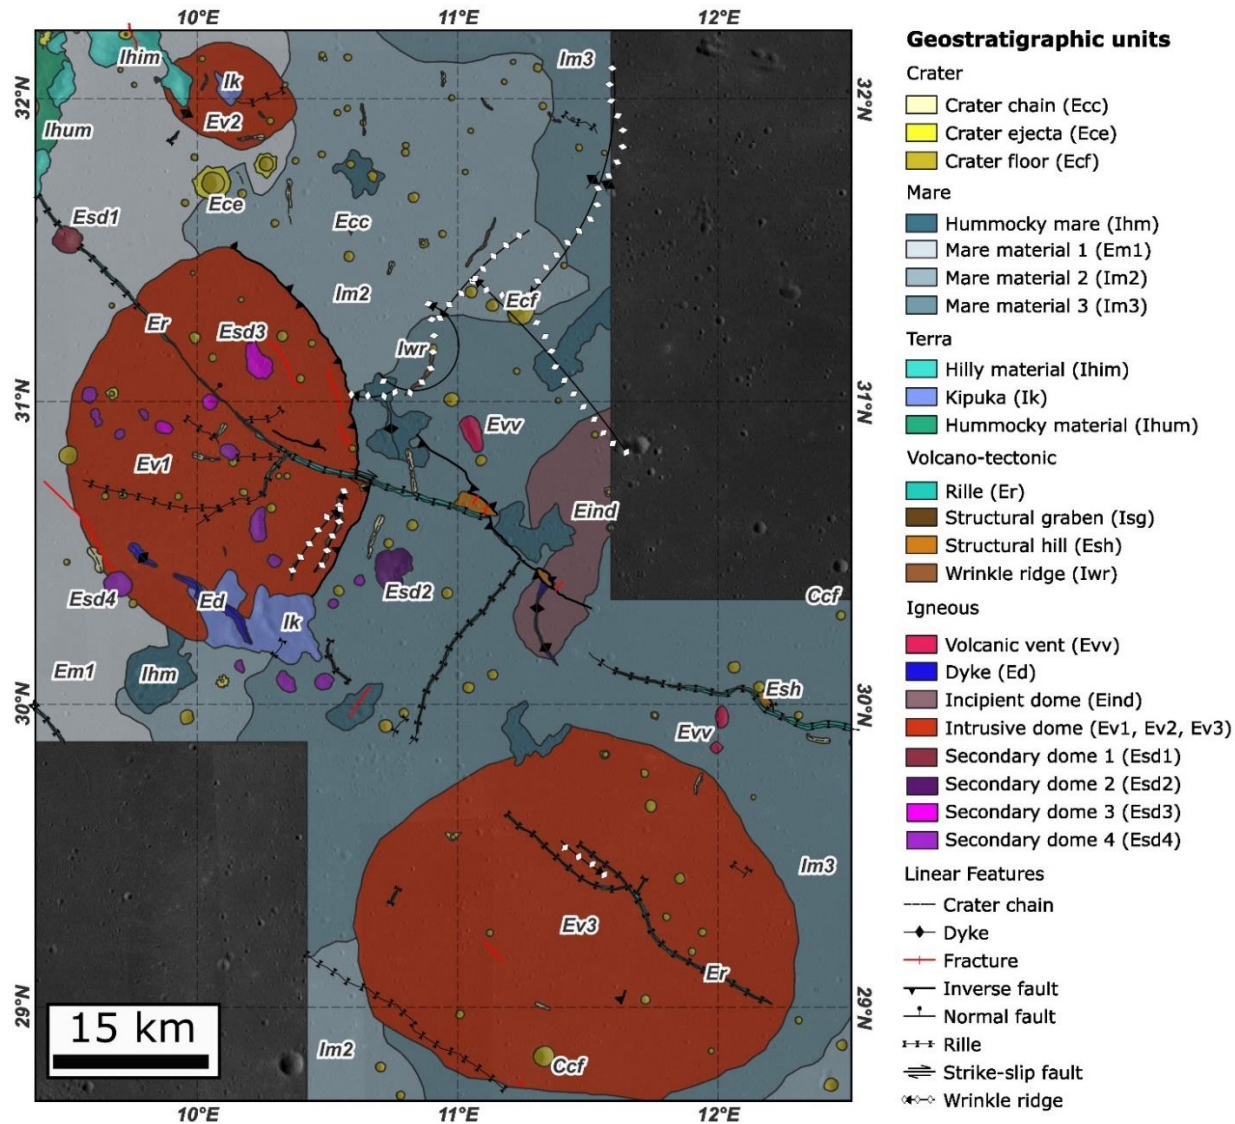 10°E
11°E
12°E
32°N
31°N
30°N
29°N
32°N
31°N
30°N
29°N
10°E
11°E
12°E
Ihim
Ik
Im3
Ihum
Ev2
Ece
Ecc
Esd1
Im2
Er
Ecf
Esd3
Iwr
Evv
Ev1
Eind
Esd4
Ed
Esd2
Ik
Ccf
Em1
Ihm
Esh
Evv
Im3
Ev3
Er
Im2
Ccf
15 km
Geostratigraphic units
Crater
Crater chain (Ecc)
Crater ejecta (Ece)
Crater floor (Ecf)
Mare
Hummocky mare (Ihm)
Mare material 1 (Em1)
Mare material 2 (Im2)
Mare material 3 (Im3)
Terra
Hilly material (Ihim)
Kipuka (Ik)
Hummocky material (Ihum)
Volcano-tectonic
Rille (Er)
Structural graben (Isg)
Structural hill (Esh)
Wrinkle ridge (Iwr)
Igneous
Volcanic vent (Evv)
Dyke (Ed)
Incipient dome (Eind)
Intrusive dome (Ev1, Ev2, Ev3)
Secondary dome 1 (Esd1)
Secondary dome 2 (Esd2)
Secondary dome 3 (Esd3)
Secondary dome 4 (Esd4)
Linear Features
Crater chain
Dyke
Fracture
Inverse fault
Normal fault
Rille
Strike-slip fault
Wrinkle ridge